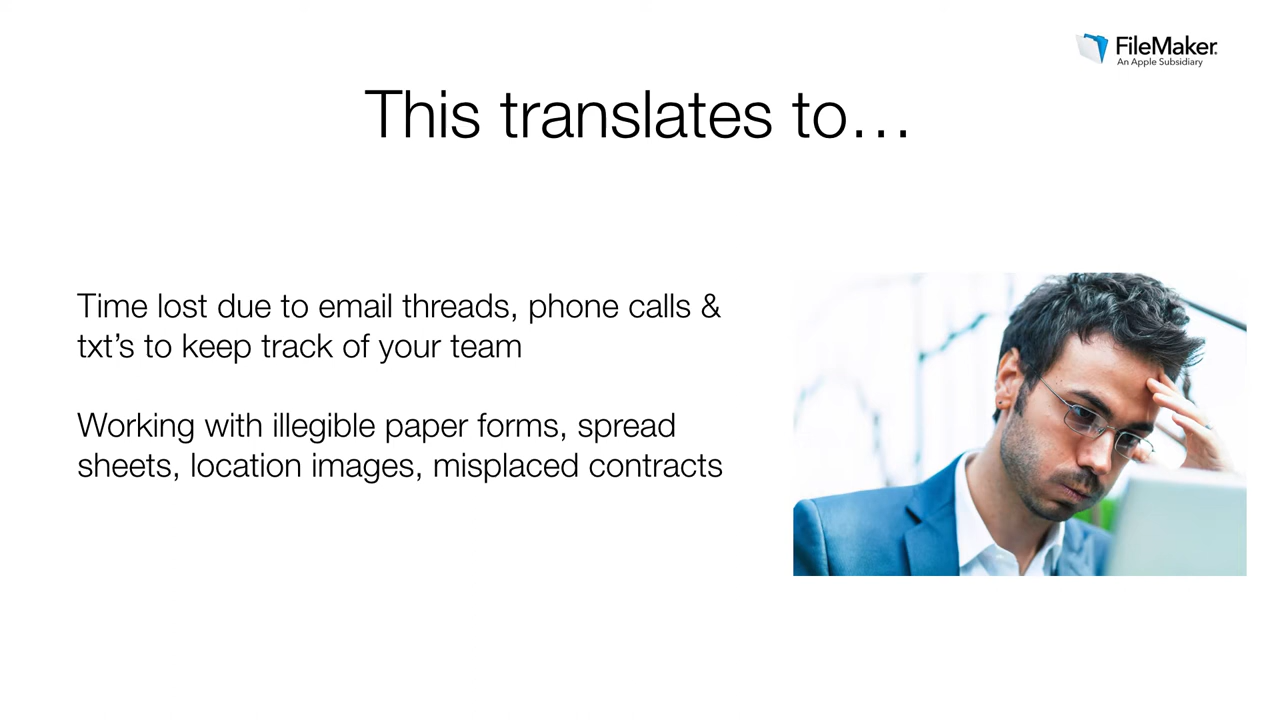 FileMaker.
An Apple Subsidiary
This translates to…
Time lost due to email threads, phone calls &
txt’s to keep track of your team
Working with illegible paper forms, spread
sheets, location images, misplaced contracts